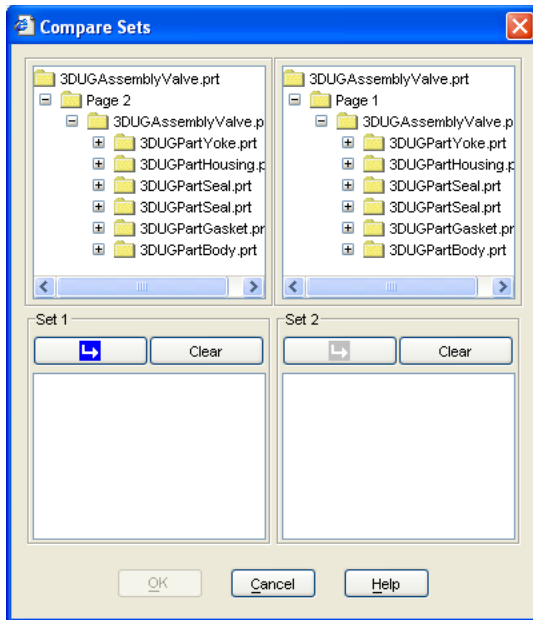 Compare Sets
3DUGAssemblyValve.prt
Page 2
3DUGAssemblyValve.p
3DUGPartYoke.prt
3DUGPartHousing.p
3DUGPartSeal.prt
3DUGPartSeal.prt
3DUGPartGasket.pr
3DUGPartBody.prt
3DUGAssemblyValve.prt
Page 1
3DUGAssemblyValve.p
3DUGPartYoke.prt
3DUGPartHousing.p
3DUGPartSeal.prt
3DUGPartSeal.prt
3DUGPartGasket.pr
3DUGPartBody.prt
Set 1
Clear
Set 2
Clear
OK Cancel Help